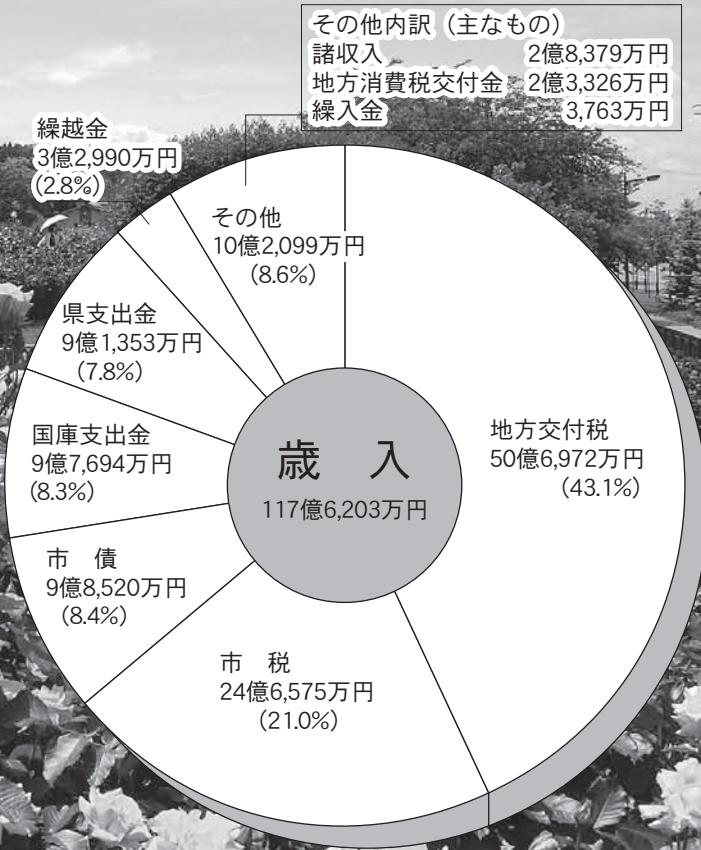 その他内訳（主なもの）
諸収入 2億8,379万円
地方消費税交付金 2億3,326万円
繰入金 3,763万円
繰越金
3億2,990万円
(2.8%)
その他
10億2,099万円
(8.6%)
県支出金
9億1,353万円
(7.8%)
国庫支出金
9億7,694万円
(8.3%)
市　債
9億8,520万円
(8.4%)
市　税
24億6,575万円
(21.0%)
地方交付税
50億6,972万円
(43.1%)
歳　入
117億6,203万円